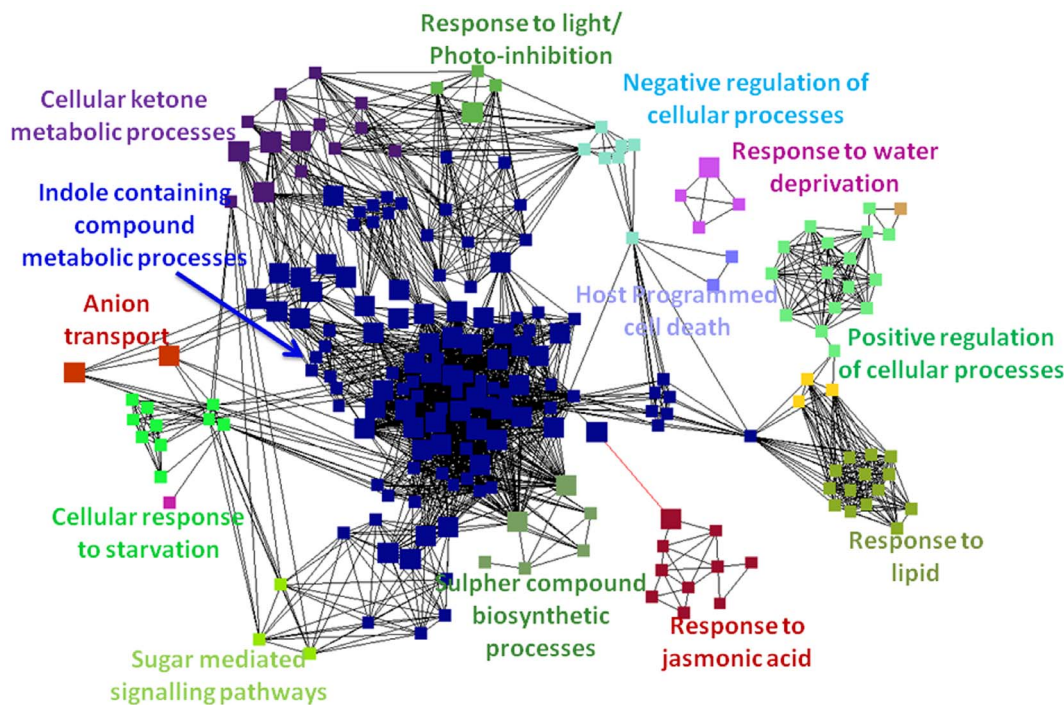 Response to light/
Photo-inhibition
Negative regulation of
cellular processes
Cellular ketone
metabolic processes
Response to water
deprivation
Indole containing
compound
metabolic processes
Anion
transport
Host Programmed
cell death
Positive regulation
of cellular processes
Cellular response
to starvation
Response to
lipid
Sulpher compound
biosynthetic
processes
Response to
jasmonic acid
Sugar mediated
signalling pathways